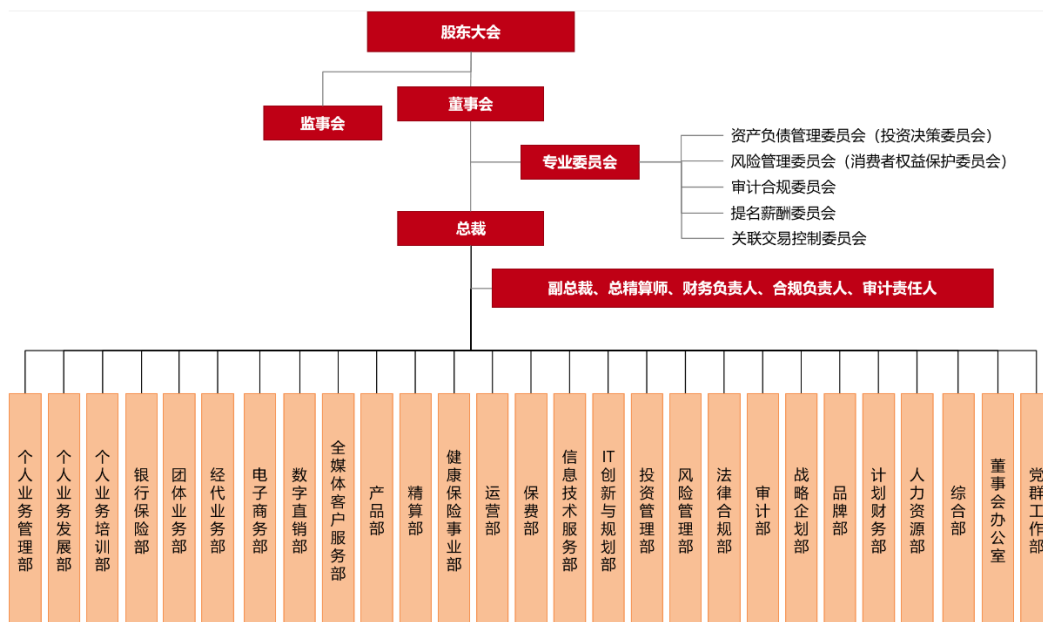 股东大会
董事会
监事会
专业委员会
资产负债管理委员会（投资决策委员会）
风险管理委员会（消费者权益保护委员会）
审计合规委员会
提名薪酬委员会
关联交易控制委员会
总裁
副总裁、总精算师、财务负责人、合规负责人、审计责任人
个人业务管理部
个人业务发展部
个人业务培训部
银行保险部
团体业务部
经代业务部
电子商务部
数字直销部
全媒体客户服务部
产品部
精算部
健康保险事业部
运营部
保费部
信息技术服务部
IT创新与规划部
投资管理部
风险管理部
法律合规部
审计部
战略企划部
品牌部
计划财务部
人力资源部
综合部
董事会办公室
党群工作部